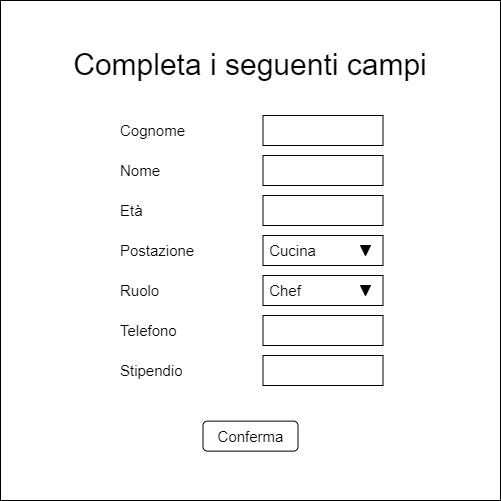 Completa i seguenti campi
Cognome
Nome
Età
Postazione Cucina ▼
Ruolo Chef ▼
Telefono
Stipendio
Conferma